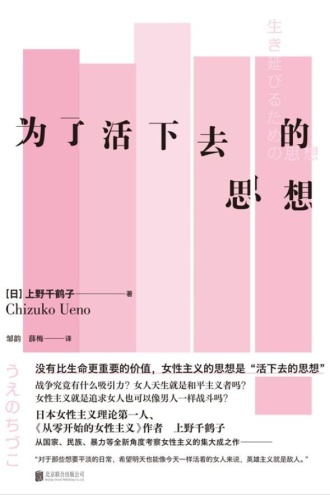 生き延びるための思想
为了活下去的
思想
[日]上野千鹤子 著
Chizuko Ueno
邹韵 薛梅 译
うえのちづこ
没有比生命更重要的价值，女性主义的思想是“活下去的思想”
战争究竟有什么吸引力？女人天生就是和平主义者吗？
女性主义就是追求女人也可以像男人一样战斗吗？
日本女性主义理论第一人、
《从零开始的女性主义》作者 上野千鹤子
从国家、民族、暴力等全新角度考察女性主义的集大成之作——
“对于那些想要平淡的日常，希望明天也能像今天一样活着的女人来说，英雄主义就是敌人。”
北京联合出版公司